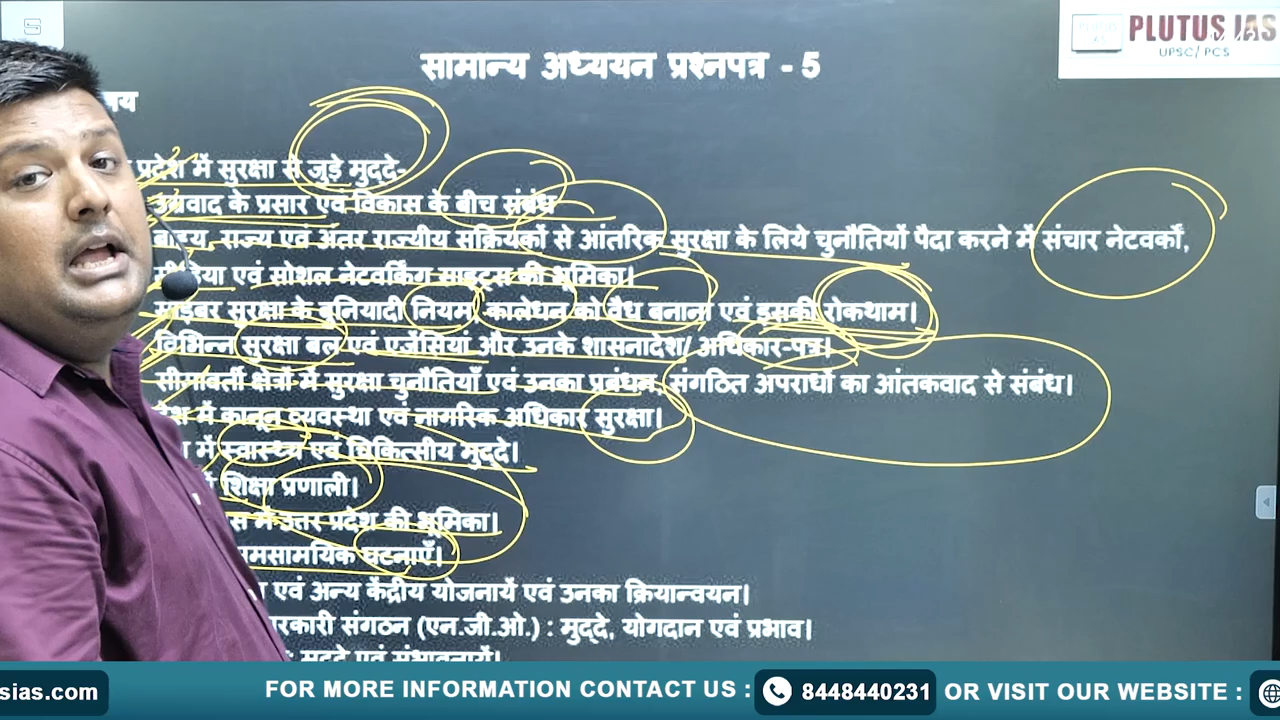 PLUTUS IAS
UPSC/ PCS
सामान्य अध्ययन प्रश्नपत्र - 5
प्रदेश में सुरक्षा से जुड़े मुद्दे-
उग्रवाद के प्रसार एवं विकास के बीच संबंध
बाह्य, राज्य एवं अंतर राज्यीय सक्रियकों से आंतरिक सुरक्षा के लिये चुनौतियों पैदा करने में संचार नेटवर्कों,
मीडिया एवं सोशल नेटवर्किंग साइट्स की भूमिका।
साइबर सुरक्षा के बुनियादी नियम, कालेधन को वैध बनाना एवं इसकी रोकथाम।
विभिन्न सुरक्षा बल एवं एजेंसियां और उनके शासनादेश/ अधिकार-पत्र।
सीमावर्ती क्षेत्रों में सुरक्षा चुनौतियाँ एवं उनका प्रबंधन, संगठित अपराधों का आंतकवाद से संबंध।
में कानून व्यवस्था एवं नागरिक अधिकार सुरक्षा।
में स्वास्थ्य एवं चिकित्सीय मुद्दे।
शिक्षा प्रणाली।
में उत्तर प्रदेश की भूमिका।
समसामयिक घटनाएँ।
एवं अन्य केंद्रीय योजनायें एवं उनका क्रियान्वयन।
संगठन (एन.जी.ओ.) : मुद्दे, योगदान एवं प्रभाव।
मुद्दे एवं संभावनायें।
sias.com FOR MORE INFORMATION CONTACT US : 8448440231 OR VISIT OUR WEBSITE :